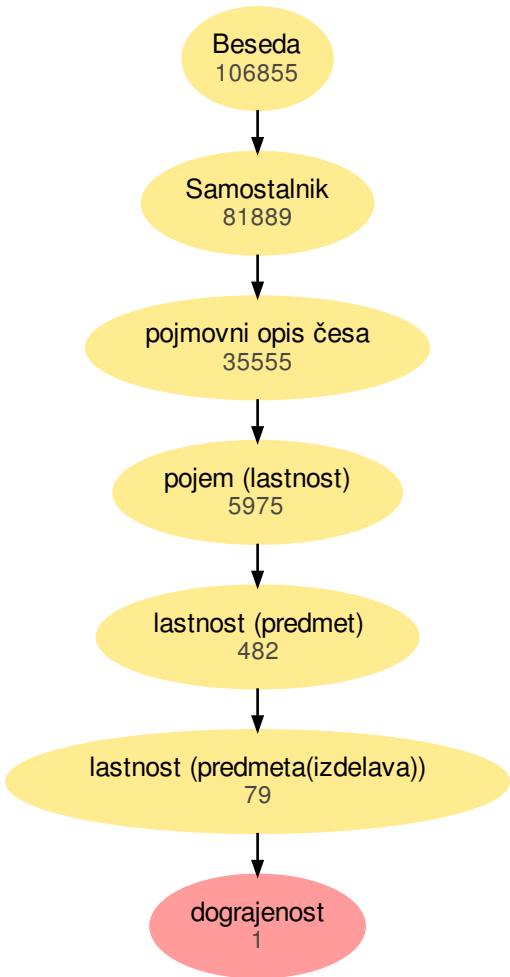 Beseda
106855
Samostalnik
81889
pojmovni opis česa
35555
pojem (lastnost)
5975
lastnost (predmet)
482
lastnost (predmeta(izdelava))
79
dograjenost
1